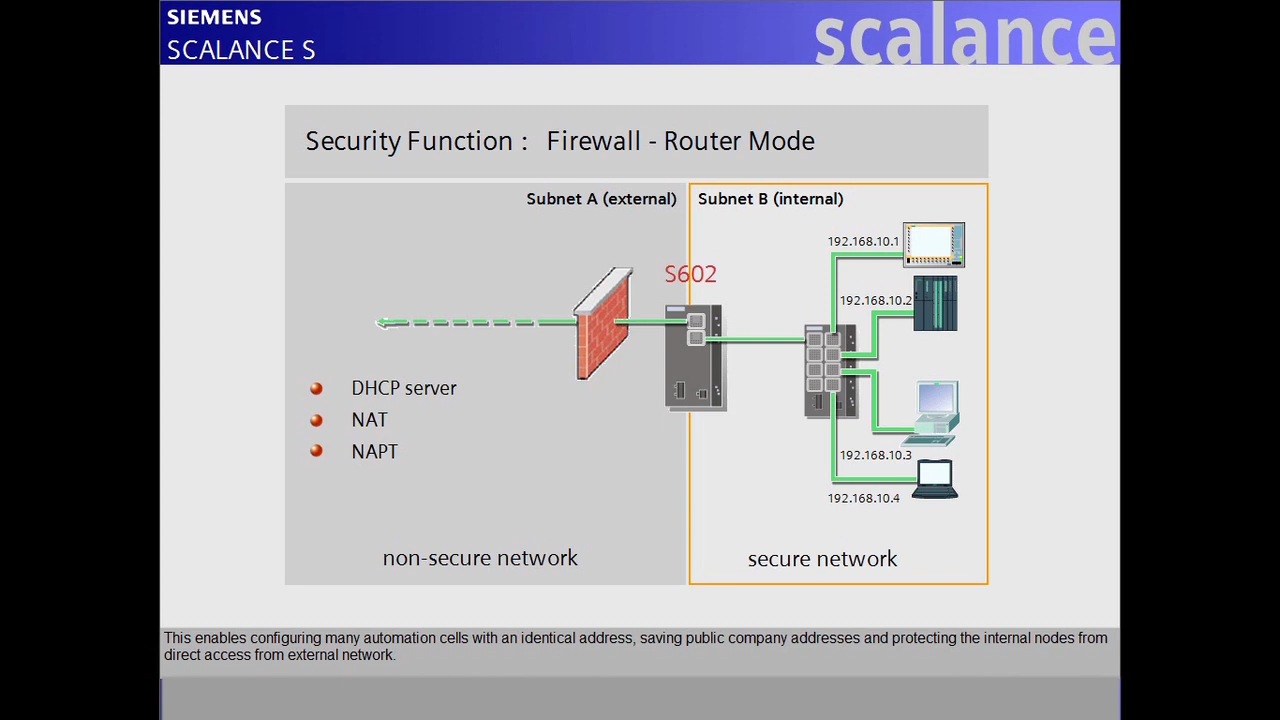 SIEMENS
SCALANCE S
scalance
Security Function : Firewall - Router Mode
Subnet A (external)
Subnet B (internal)
192.168.10.1
S602
192.168.10.2
DHCP server
NAT
NAPT
192.168.10.3
192.168.10.4
non-secure network
secure network
This enables configuring many automation cells with an identical address, saving public company addresses and protecting the internal nodes from
direct access from external network.